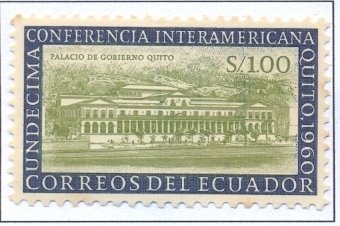 UNDECIMA CONFERENCIA INTERAMERICANA QUITO. 1960
PALACIO DE GOBIERNO QUITO
S/1.00
CORREOS DEL ECUADOR